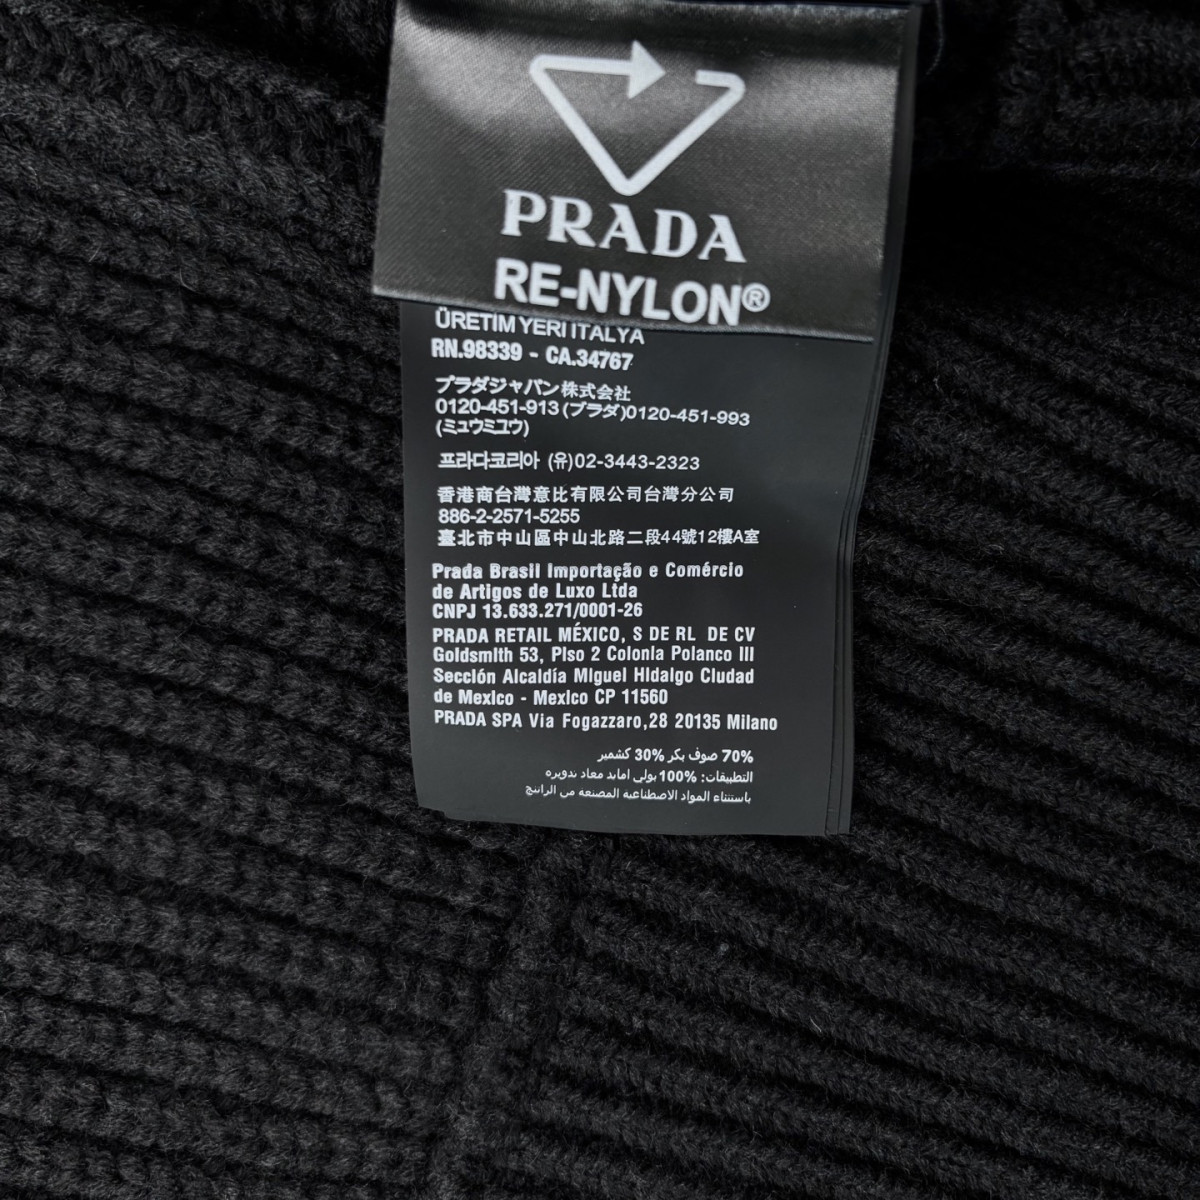 PRADA
RE-NYLON®
ÜRETİM YERİ İTALYA
RN.98339 - CA.34767
プラダジャパン株式会社
0120-451-913 (プラダ)0120-451-993
(ミュウミュウ)
프라다코리아 (유)02-3443-2323
香港商台灣意比有限公司台灣分公司
886-2-2571-5255
臺北市中山區中山北路二段44號12樓A室
Prada Brasil Importação e Comércio
de Artigos de Luxo Ltda
CNPJ 13.633.271/0001-26
PRADA RETAIL MÉXICO, S DE RL DE CV
Goldsmith 53, Piso 2 Colonia Polanco III
Sección Alcaldía Miguel Hidalgo Ciudad
de Mexico - Mexico CP 11560
PRADA SPA Via Fogazzaro,28 20135 Milano
70% صوف بكر 30% كشمير
التطبيقات: 100% بولي امايد معاد تدويره
باستثناء المواد الاصطناعية المصنعة من الراتنج